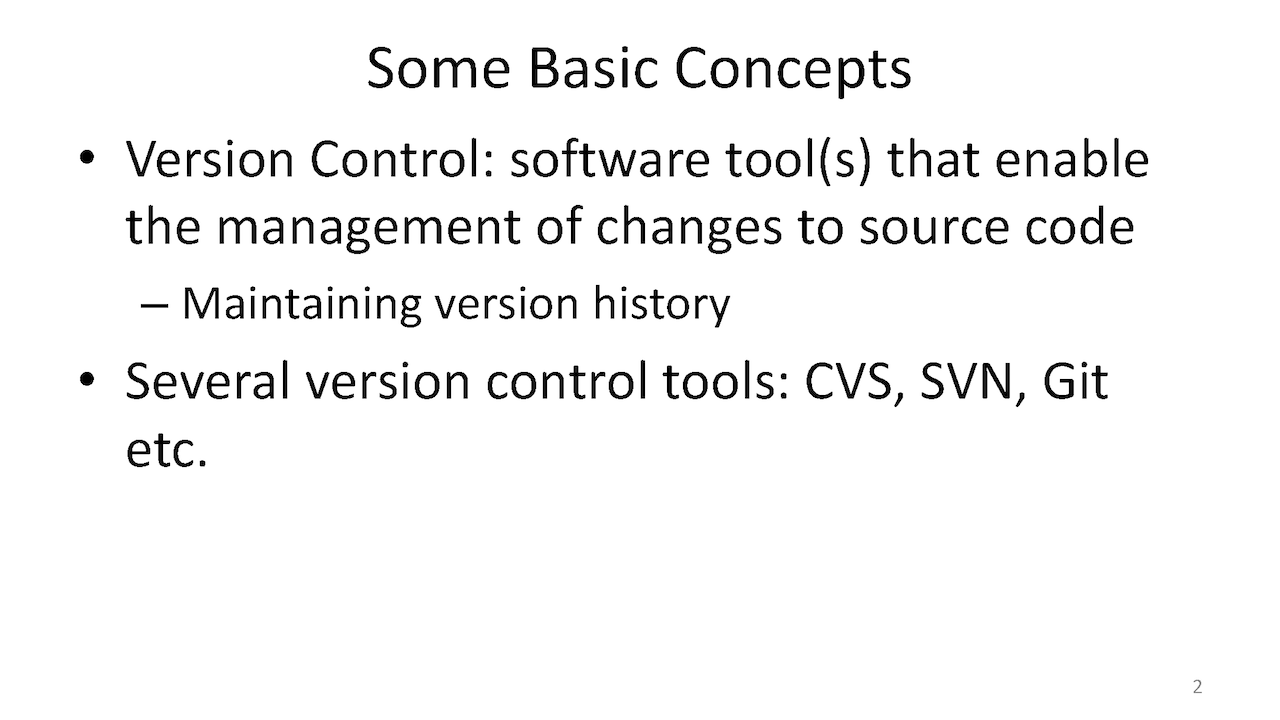 Some Basic Concepts
• Version Control: software tool(s) that enable
the management of changes to source code
– Maintaining version history
• Several version control tools: CVS, SVN, Git
etc.
2